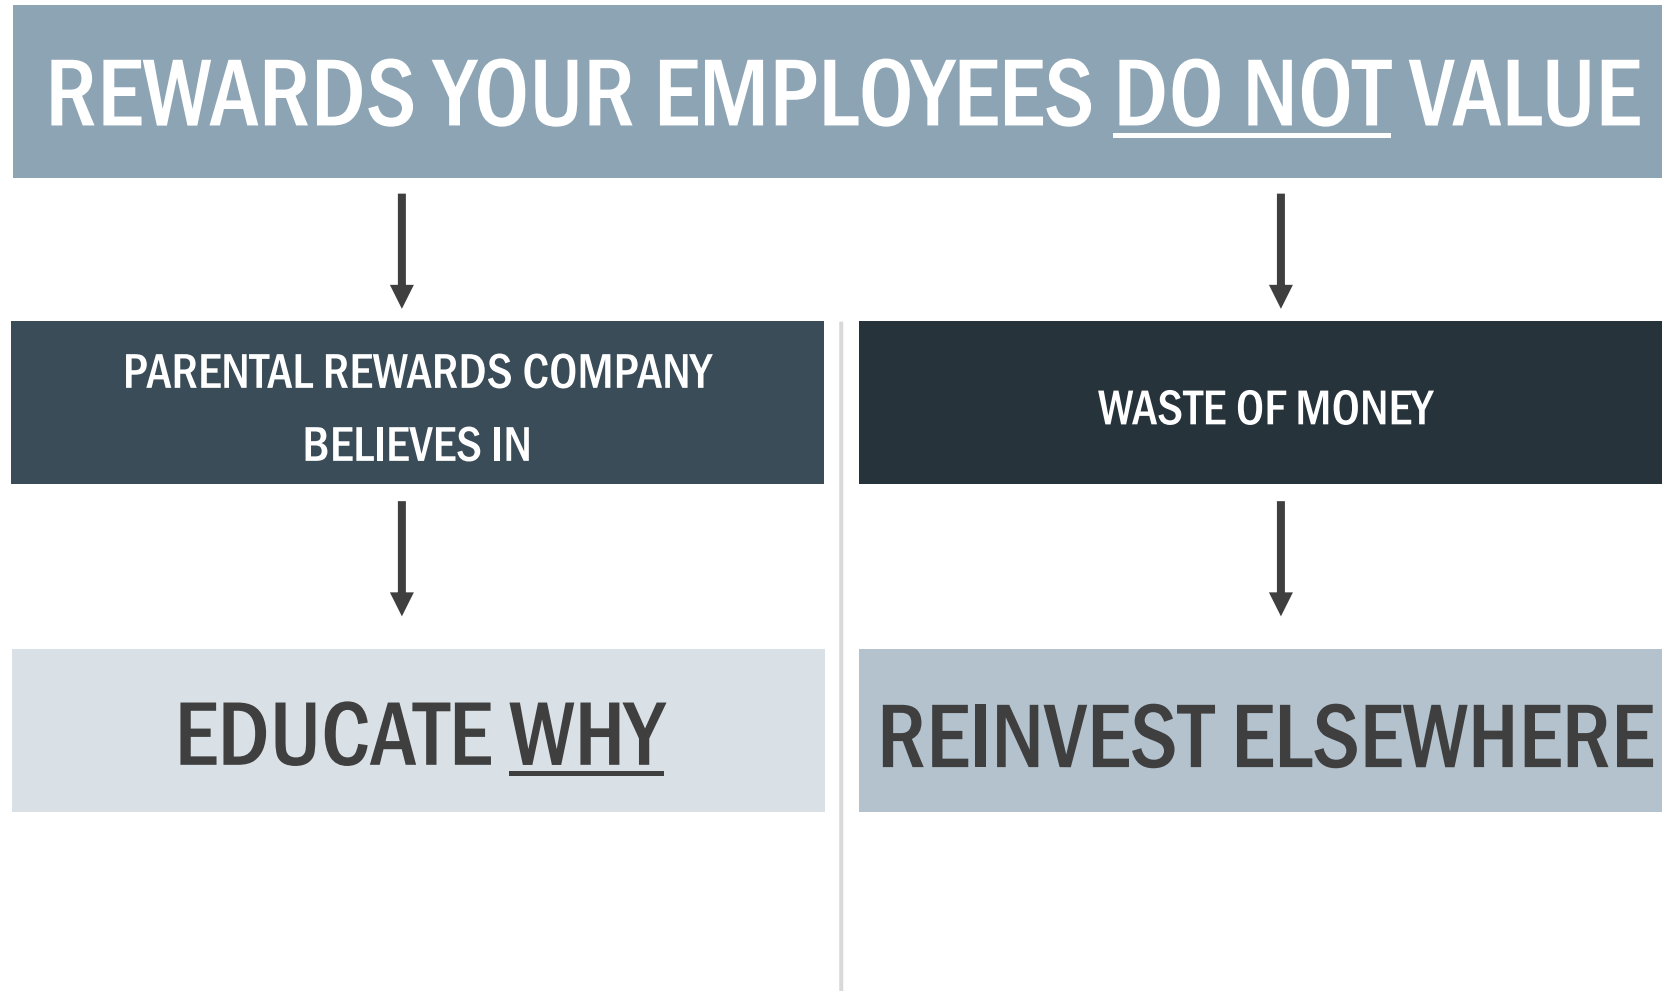 REWARDS YOUR EMPLOYEES DO NOT VALUE
PARENTAL REWARDS COMPANY
BELIEVES IN
WASTE OF MONEY
EDUCATE WHY
REINVEST ELSEWHERE